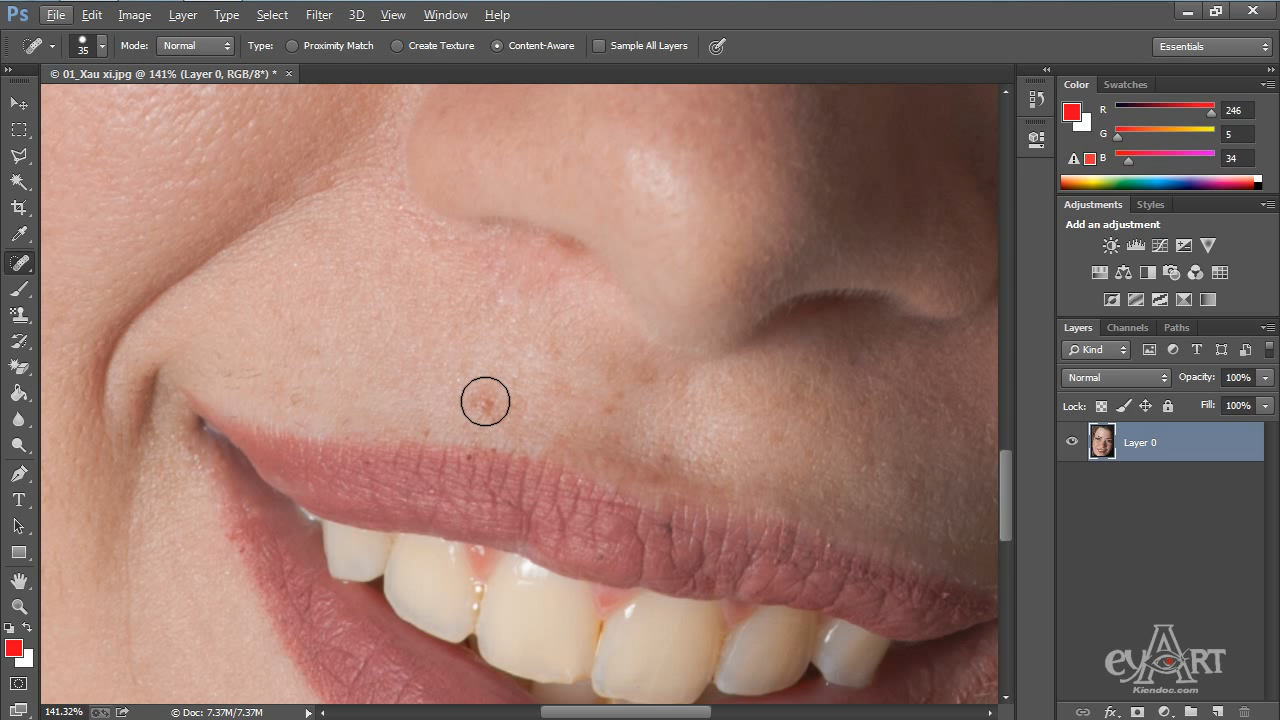 Ps File Edit Image Layer Type Select Filter 3D View Window Help
35 Mode: Normal Type: Proximity Match Create Texture Content-Aware Sample All Layers Essentials
© 01_Xau xi.jpg @ 141% (Layer 0, RGB/8*) * ×
Color Swatches
R 246
G 5
B 34
Adjustments Styles
Add an adjustment
Layers Channels Paths
Kind
Normal Opacity: 100%
Lock: Fill: 100%
Layer 0
eyART
Kiendoc.com
141.32% © Doc: 7.37M/7.37M
fx